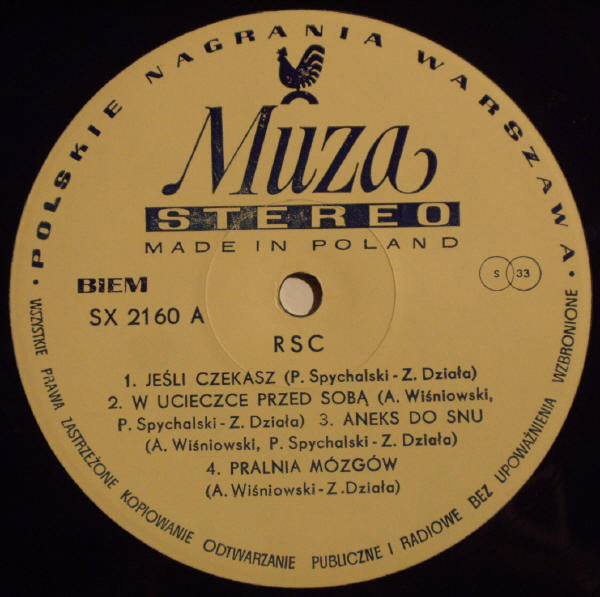 • POLSKIE NAGRANIA WARSZAWA •
Muza
STEREO
MADE IN POLAND
BIEM
S 33
SX 2160 A
RSC
1. JEŚLI CZEKASZ (P. Spychalski - Z. Działa)
2. W UCIECZCE PRZED SOBĄ (A. Wiśniowski,
P. Spychalski - Z. Działa) 3. ANEKS DO SNU
(A. Wiśniowski, P. Spychalski - Z. Działa)
4. PRALNIA MÓZGÓW
(A. Wiśniowski - Z. Działa)
WSZYSTKIE PRAWA ZASTRZEŻONE KOPIOWANIE ODTWARZANIE PUBLICZNE I RADIOWE BEZ UPOWAŻNIENIA WZBRONIONE